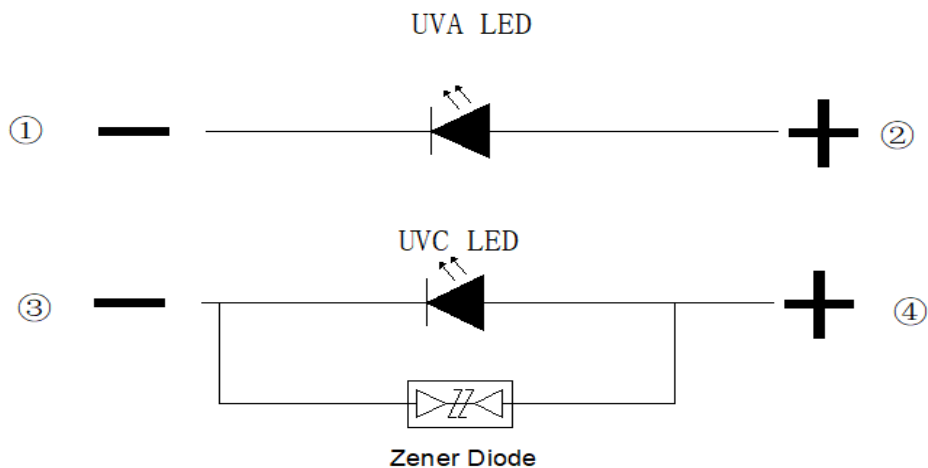 UVA LED
① — + ②
UVC LED
③ — + ④
Zener Diode